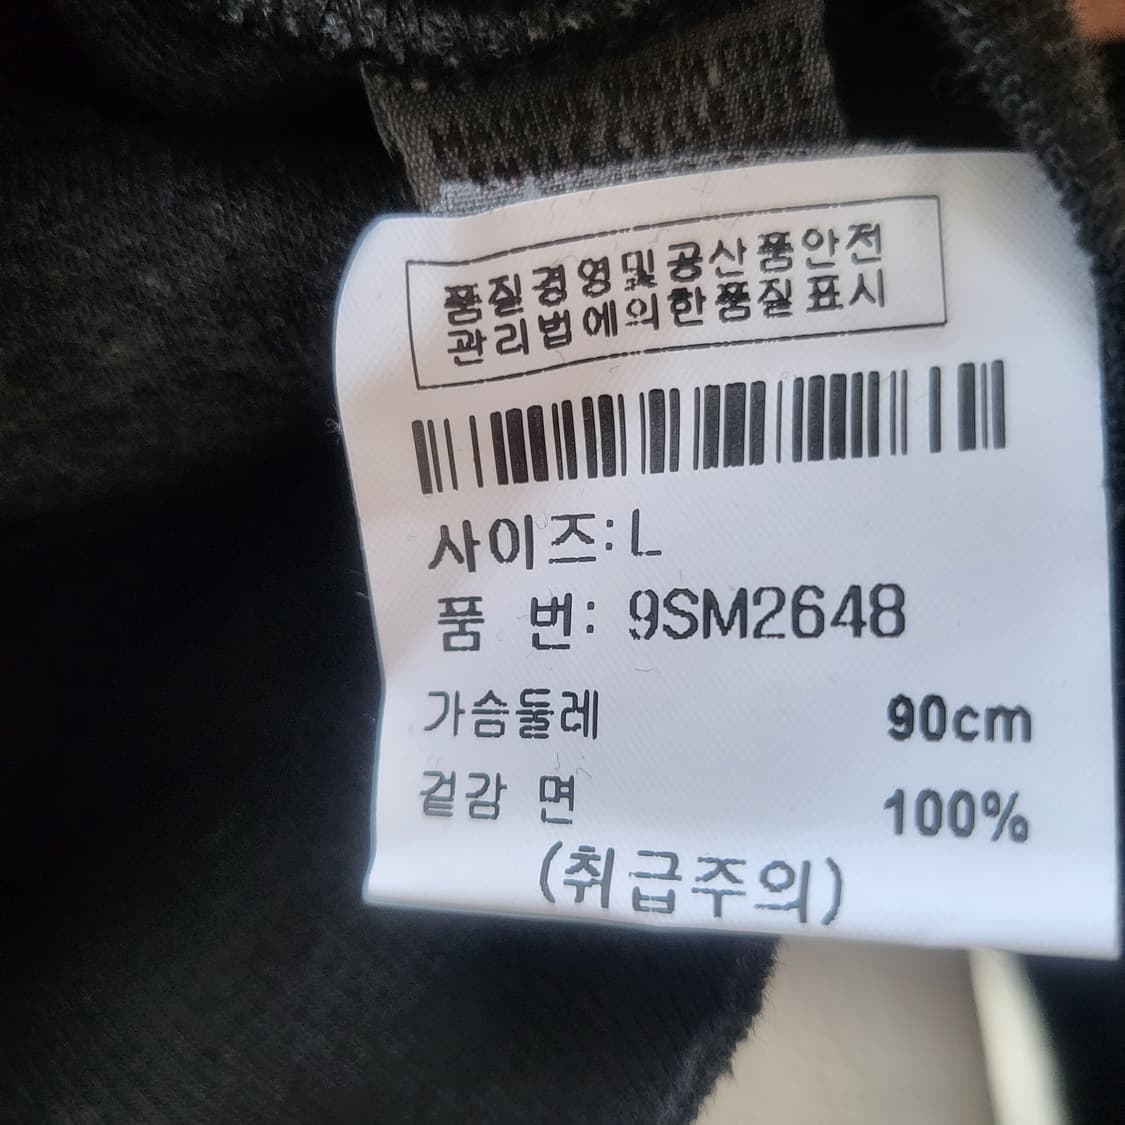 품질경영및공산품안전
관리법에의한품질표시
사이즈:L
품 번: 9SM2648
가슴둘레 90cm
겉감 면 100%
(취급주의)